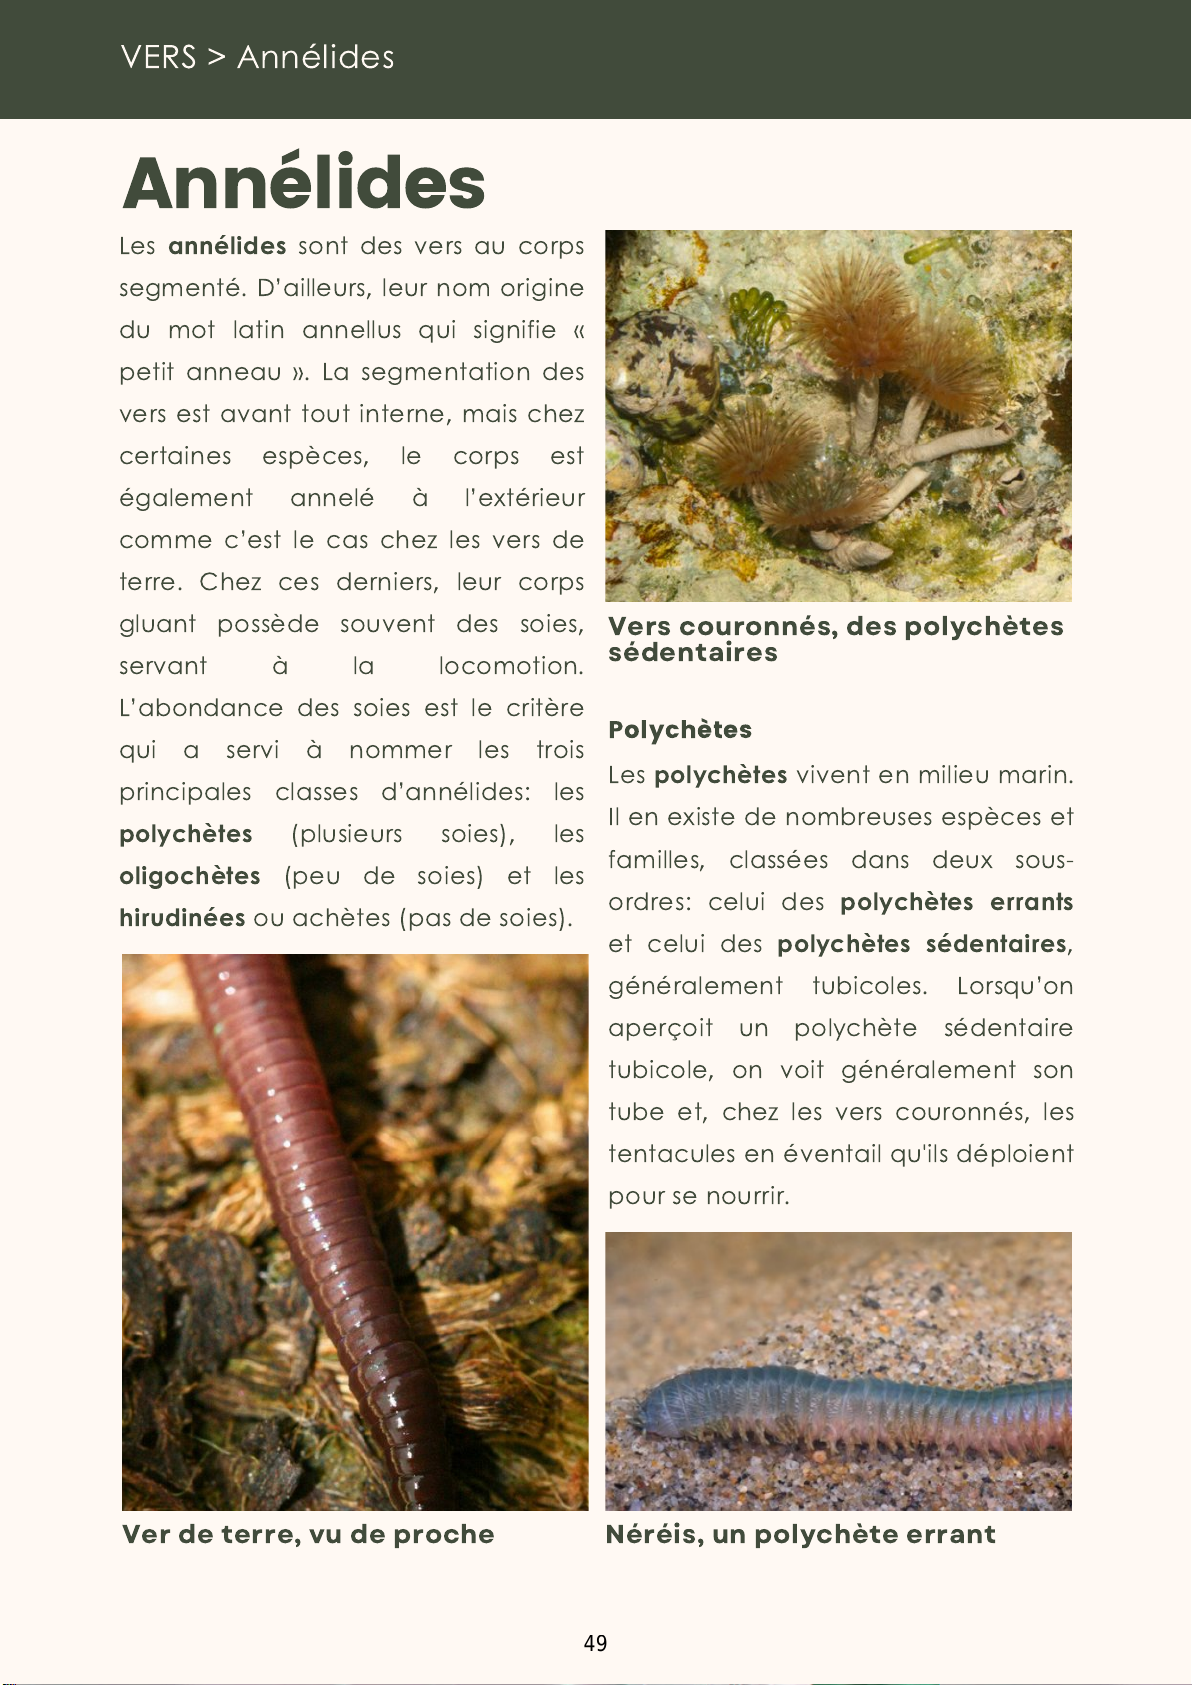 VERS > Annélides
Annélides
Les annélides sont des vers au corps
segmenté. D'ailleurs, leur nom origine
du mot latin annellus qui signifie «
petit anneau ». La segmentation des
vers est avant tout interne, mais chez
certaines espèces, le corps est
également annelé à l'extérieur
comme c'est le cas chez les vers de
terre. Chez ces derniers, leur corps
gluant possède souvent des soies,
servant à la locomotion.
L'abondance des soies est le critère
qui a servi à nommer les trois
principales classes d'annélides: les
polychètes (plusieurs soies), les
oligochètes (peu de soies) et les
hirudinées ou achètes (pas de soies).
Ver de terre, vu de proche
Vers couronnés, des polychètes
sédentaires
Polychètes
Les polychètes vivent en milieu marin.
Il en existe de nombreuses espèces et
familles, classées dans deux sous-
ordres: celui des polychètes errants
et celui des polychètes sédentaires,
généralement tubicoles. Lorsqu'on
aperçoit un polychète sédentaire
tubicole, on voit généralement son
tube et, chez les vers couronnés, les
tentacules en éventail qu'ils déploient
pour se nourrir.
Néréis, un polychète errant
49